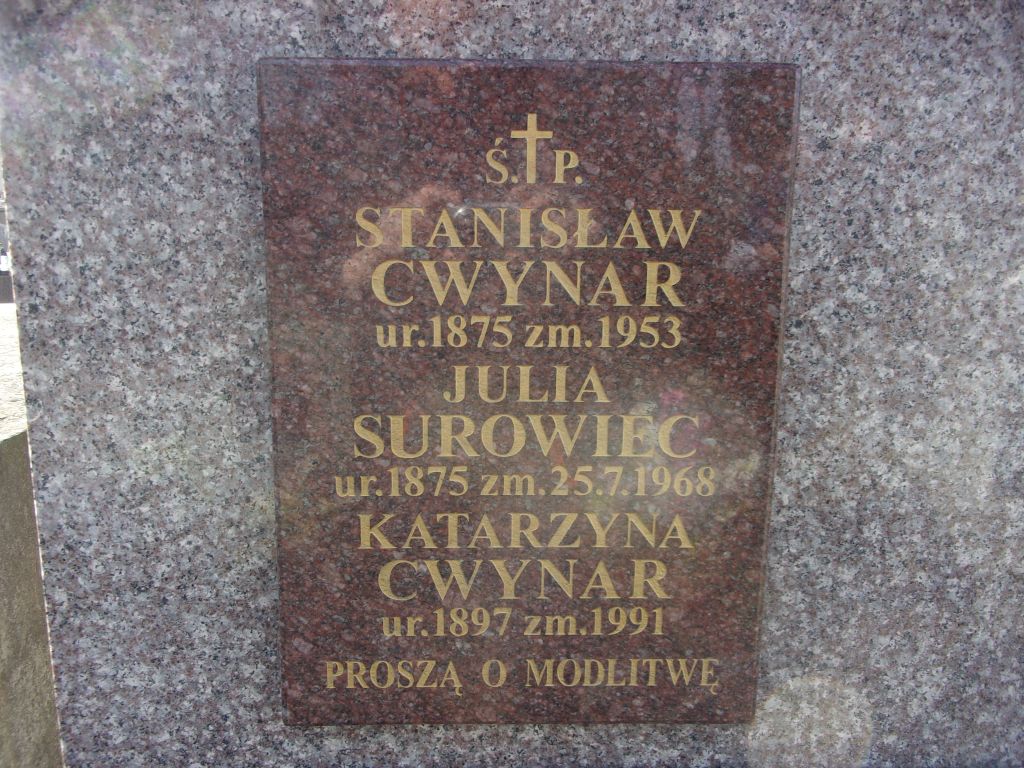 Ś.†P.
STANISŁAW
CWYNAR
ur.1875 zm.1953
JULIA
SUROWIEC
ur.1875 zm.25.7.1968
KATARZYNA
CWYNAR
ur.1897 zm.1991
PROSZĄ O MODLITWĘ